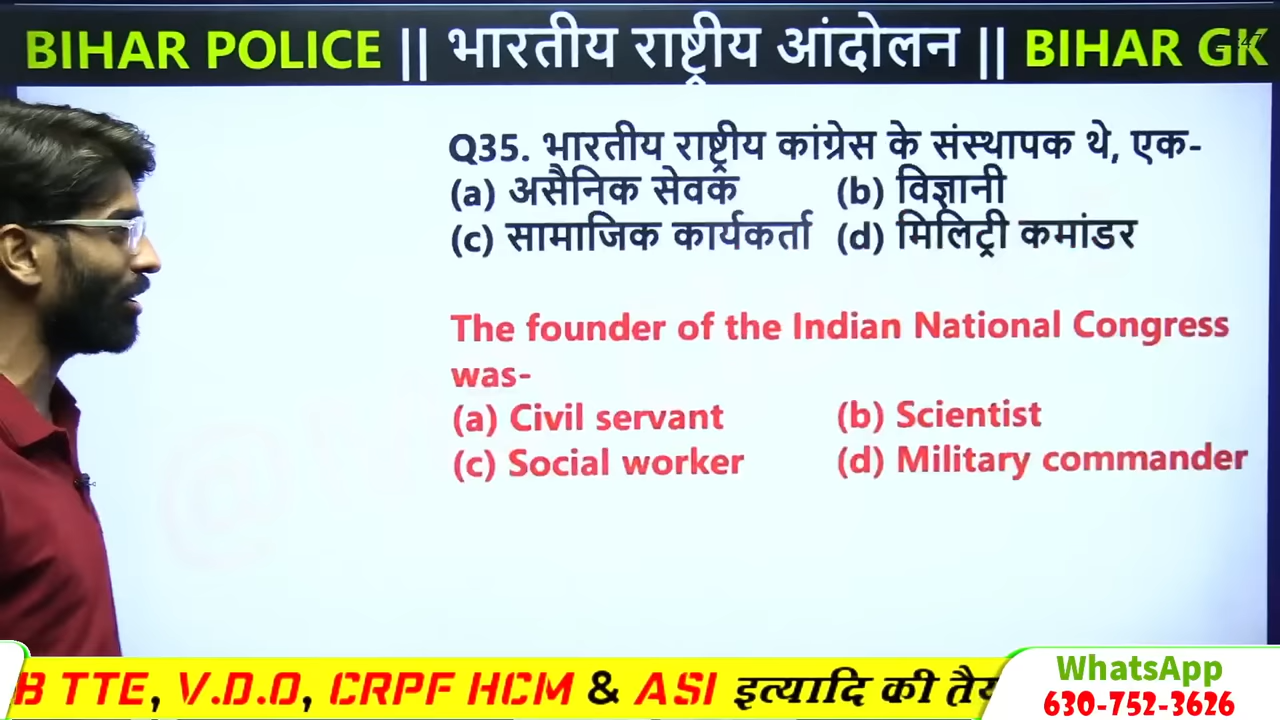 BIHAR POLICE || भारतीय राष्ट्रीय आंदोलन || BIHAR GK
Q35. भारतीय राष्ट्रीय कांग्रेस के संस्थापक थे, एक-
(a) असैनिक सेवक (b) विज्ञानी
(c) सामाजिक कार्यकर्ता (d) मिलिट्री कमांडर
The founder of the Indian National Congress
was-
(a) Civil servant (b) Scientist
(c) Social worker (d) Military commander
B TTE, V.D.O, CRPF HCM & ASI इत्यादि की
WhatsApp
630-752-3626